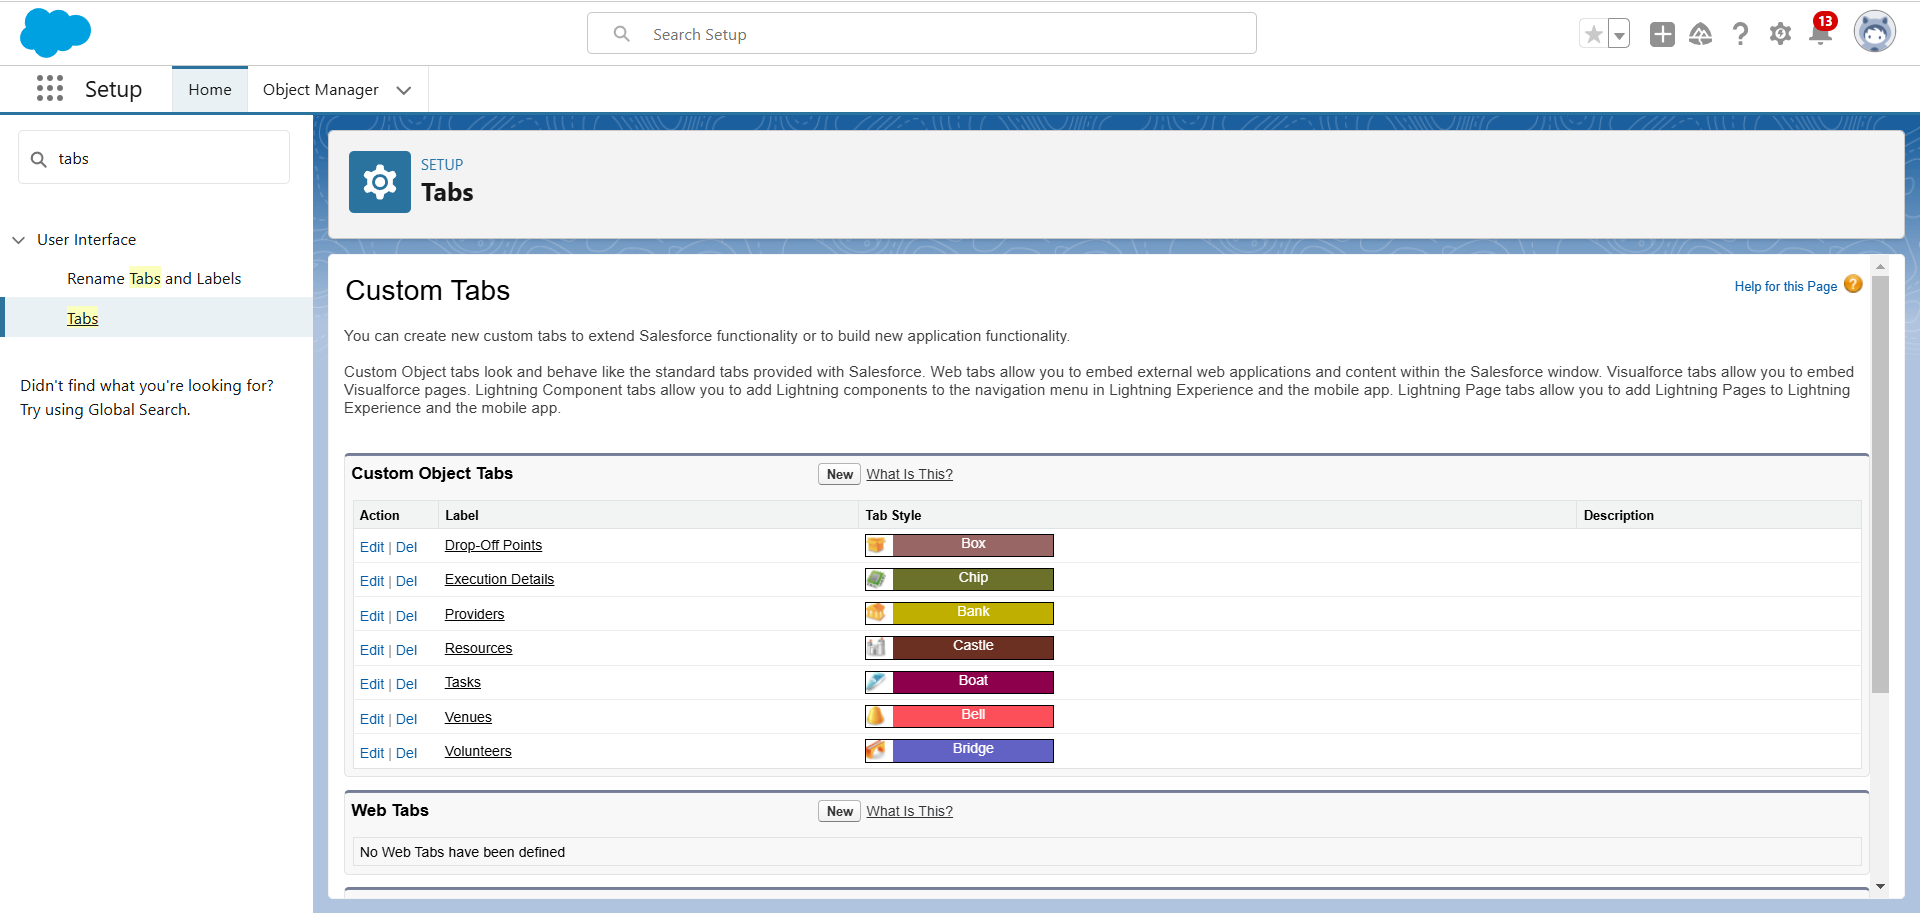 Search Setup
13
Setup
Home
Object Manager
tabs
User Interface
Rename Tabs and Labels
Tabs
Didn't find what you're looking for?
Try using Global Search.
SETUP
Tabs
Custom Tabs
Help for this Page
You can create new custom tabs to extend Salesforce functionality or to build new application functionality.
Custom Object tabs look and behave like the standard tabs provided with Salesforce. Web tabs allow you to embed external web applications and content within the Salesforce window. Visualforce tabs allow you to embed
Visualforce pages. Lightning Component tabs allow you to add Lightning components to the navigation menu in Lightning Experience and the mobile app. Lightning Page tabs allow you to add Lightning Pages to Lightning
Experience and the mobile app.
Custom Object Tabs New What Is This?
Action Label Tab Style Description
Edit | Del Drop-Off Points Box
Edit | Del Execution Details Chip
Edit | Del Providers Bank
Edit | Del Resources Castle
Edit | Del Tasks Boat
Edit | Del Venues Bell
Edit | Del Volunteers Bridge
Web Tabs New What Is This?
No Web Tabs have been defined